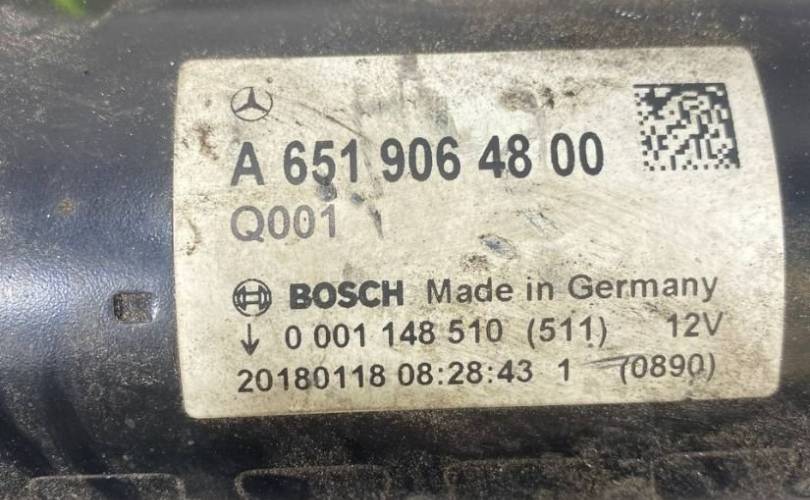 A 651 906 48 00
Q001
BOSCH Made in Germany
↓ 0 001 148 510 (511) 12V
20180118 08:28:43 1 (0890)